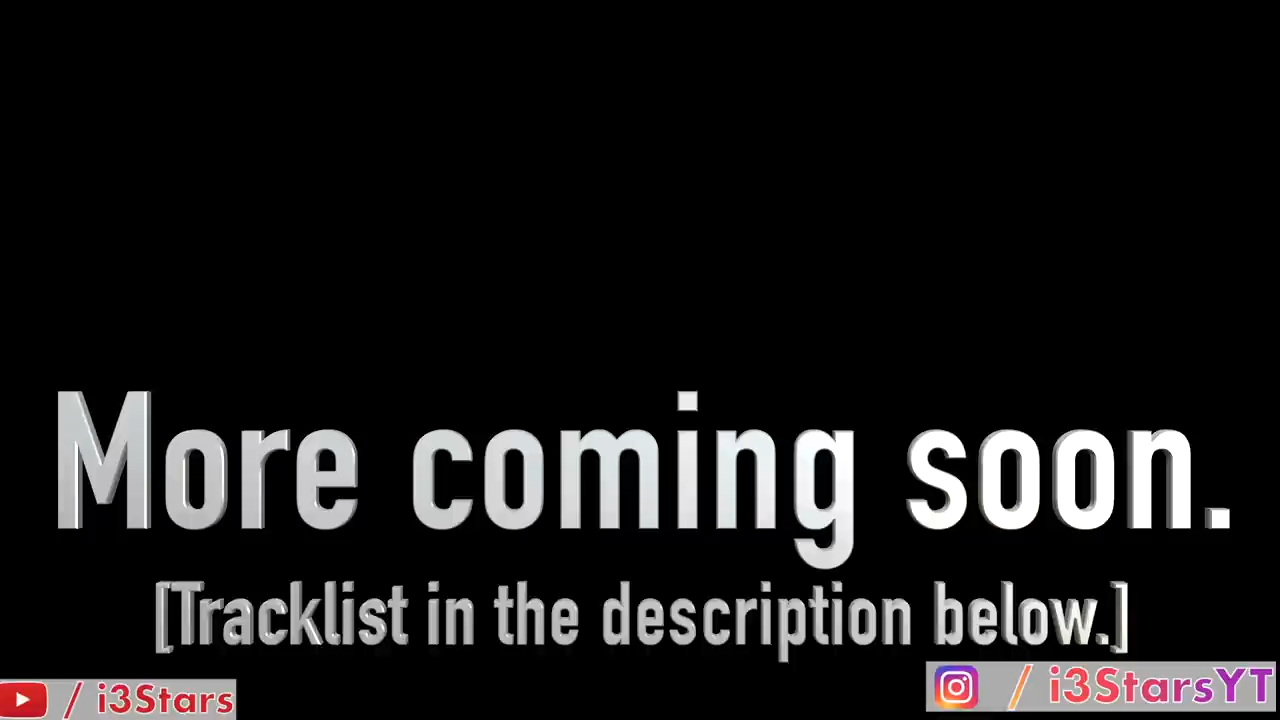 More coming soon.
[Tracklist in the description below.]
/ i3Stars
/ i3StarsYT